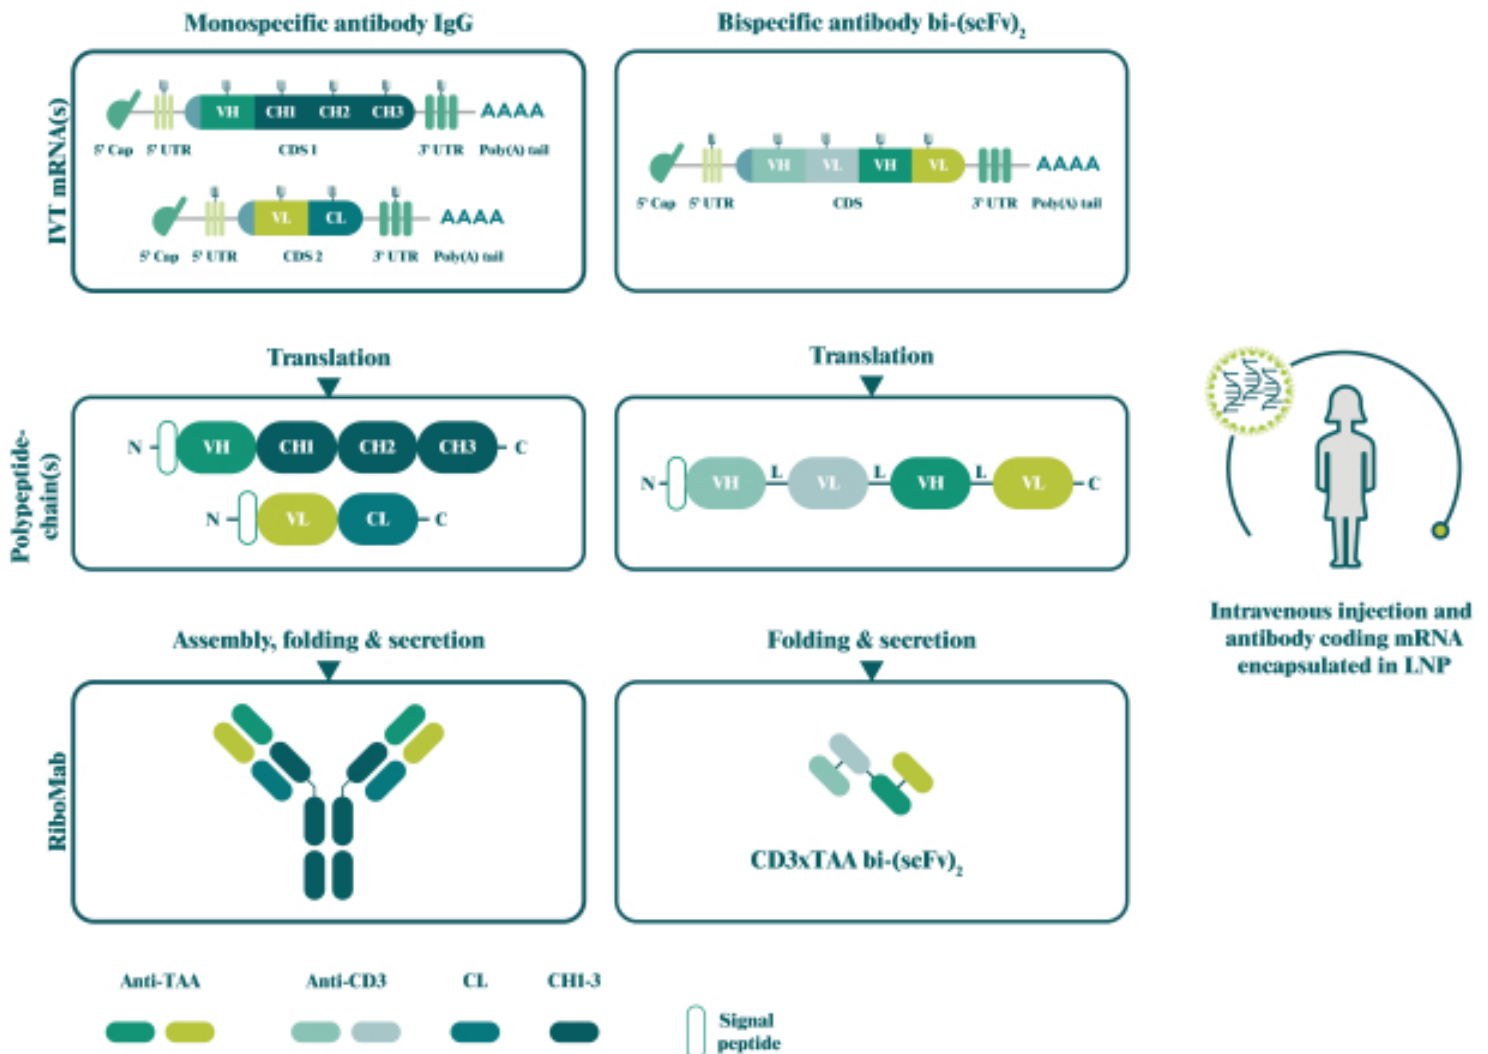 Monospecific antibody IgG
Bispecific antibody bi-(scFv)2
IVT mRNA(s)
VH CH1 CH2 CH3 AAAA
5' Cap 5' UTR CDS 1 3' UTR Poly(A) tail
VL CL AAAA
5' Cap 5' UTR CDS 2 3' UTR Poly(A) tail
VH VL VH VL AAAA
5' Cap 5' UTR CDS 3' UTR Poly(A) tail
Translation
Translation
Polypeptide-
chain(s)
N VH CH1 CH2 CH3 C
N VL CL C
N VH L VL L VH L VL C
Intravenous injection and
antibody coding mRNA
encapsulated in LNP
Assembly, folding & secretion
Folding & secretion
RiboMab
CD3xTAA bi-(scFv)2
Anti-TAA Anti-CD3 CL CH1-3
Signal
peptide